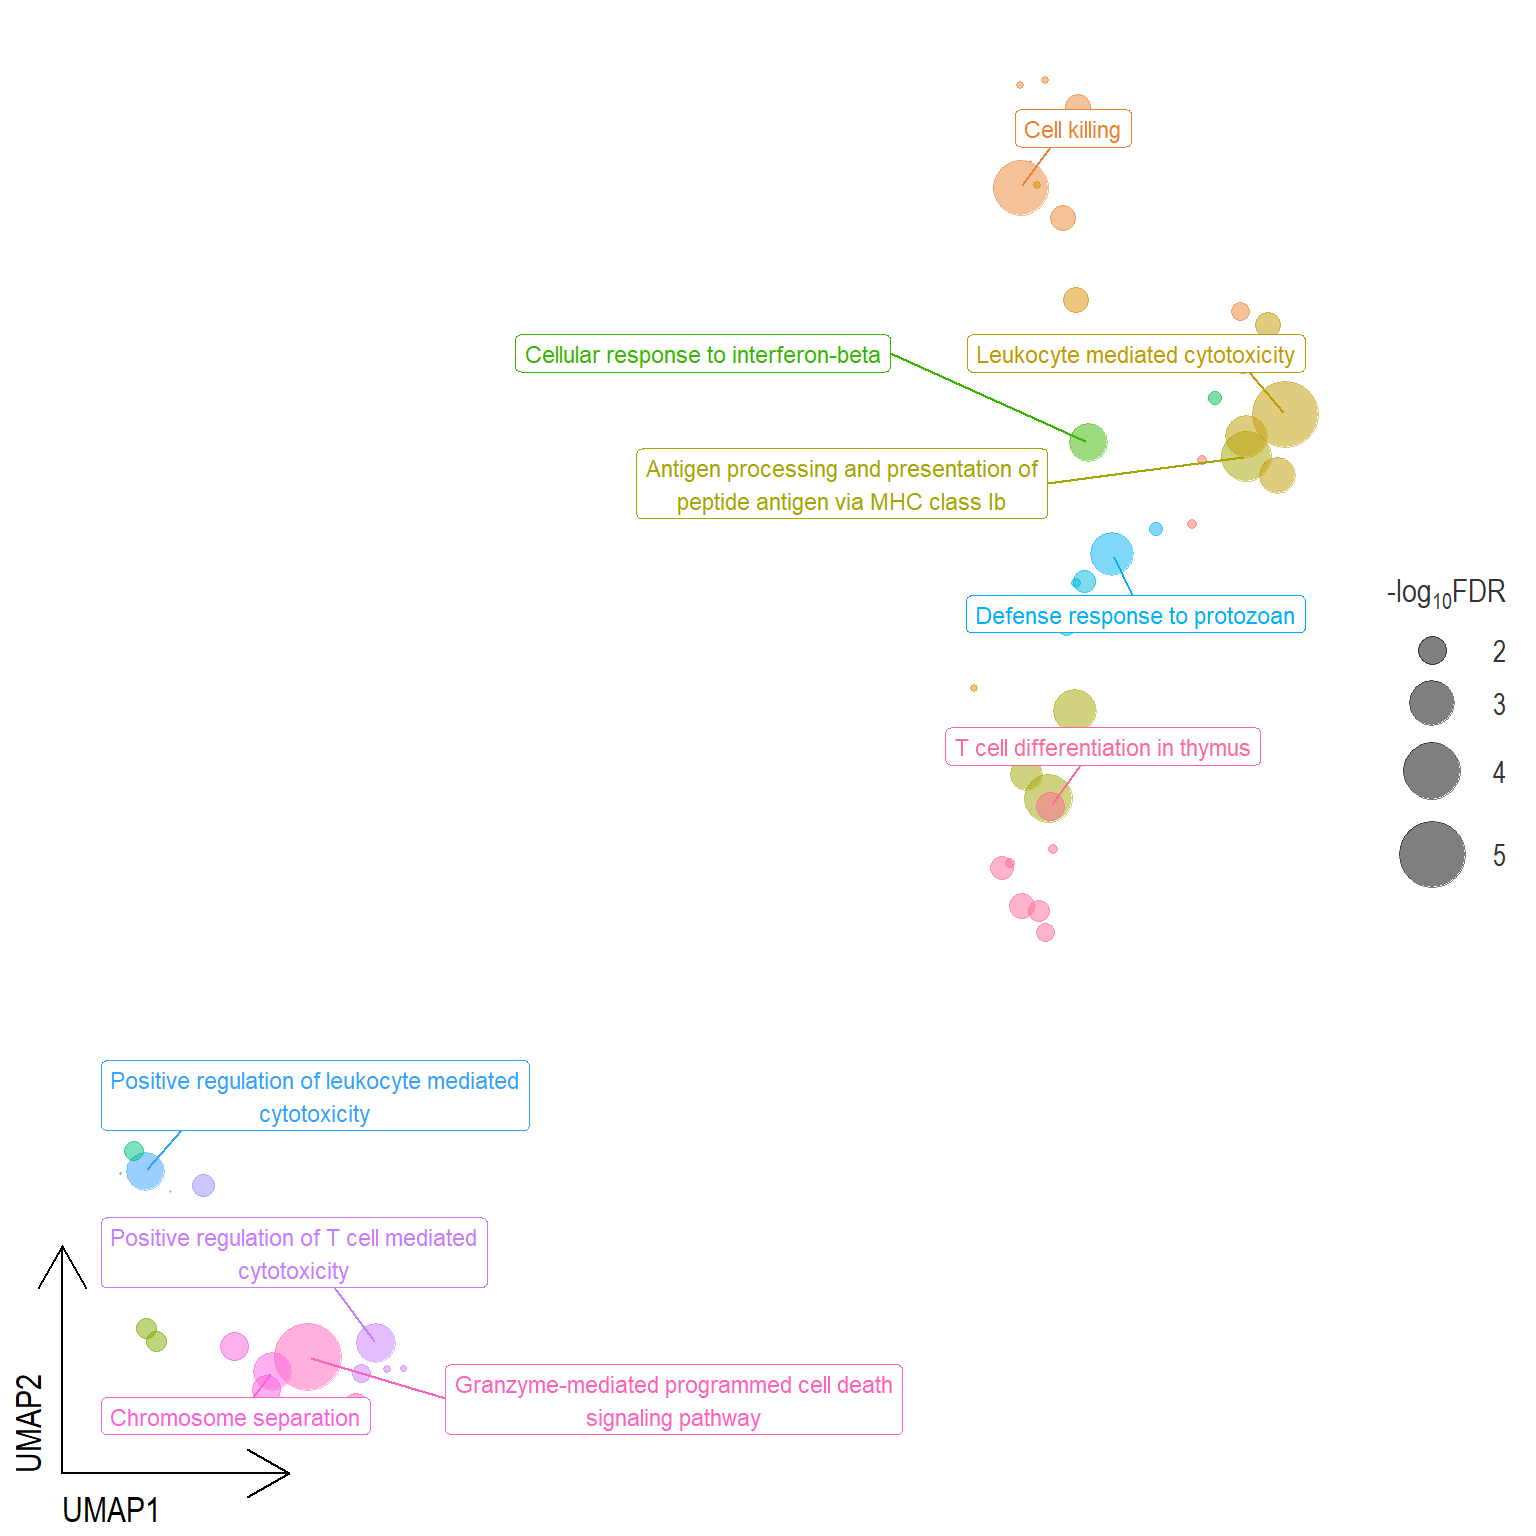 Cell killing
Cellular response to interferon-beta
Leukocyte mediated cytotoxicity
Antigen processing and presentation of
peptide antigen via MHC class Ib
Defense response to protozoan
T cell differentiation in thymus
-log10FDR
2
3
4
5
Positive regulation of leukocyte mediated
cytotoxicity
Positive regulation of T cell mediated
cytotoxicity
Granzyme-mediated programmed cell death
signaling pathway
Chromosome separation
UMAP2
UMAP1